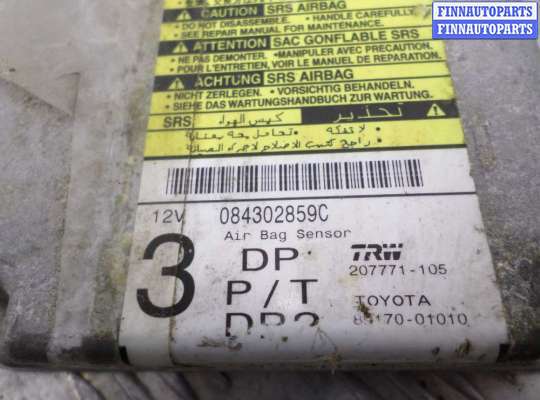 FINNAUTOPARTS
FINNAUTOPARTS
CAUTION SRS AIRBAG
• DO NOT DISASSEMBLE. • HANDLE CAREFULLY.
• SEE REPAIR MANUAL FOR MAINTENANCE.
ATTENTION SAC GONFLABLE SRS
• NE PAS DEMONTER. • MANIPULER AVEC PRECAUTION.
• POUR L'ENTRETIEN, VOIR LE MANUEL DE REPARATION.
ACHTUNG SRS AIRBAG
• NICHT ZERLEGEN. • VORSICHTIG BEHANDELN.
• SIEHE DAS WARTUNGSHANDBUCH ZUR WARTUNG.
SRS كيس الهواء تحذير
12V 084302859C
Air Bag Sensor
3 DP TRW
207771-105
P/T TOYOTA
DP2 89170-01010